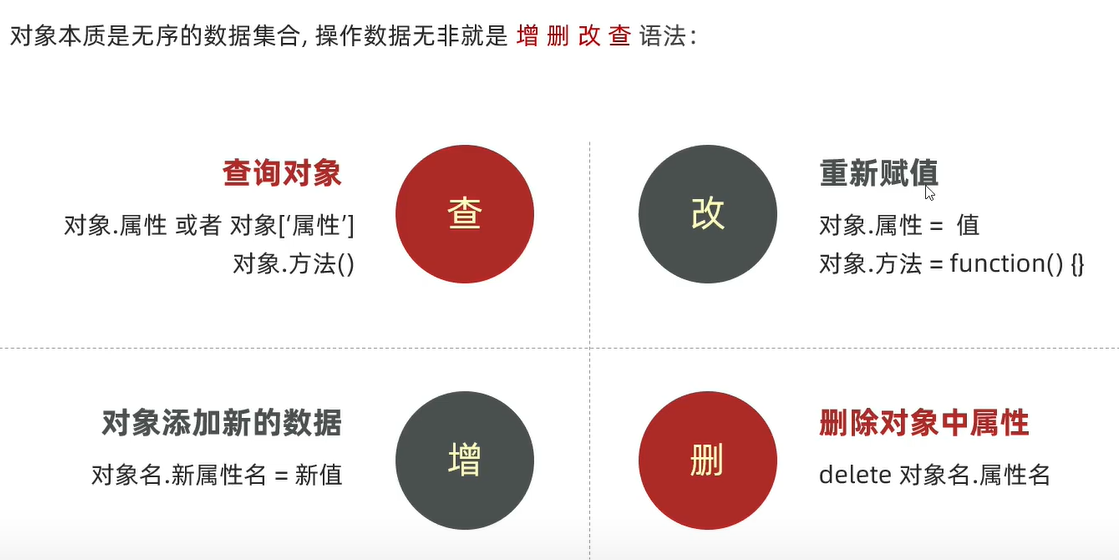 对象本质是无序的数据集合, 操作数据无非就是 增 删 改 查 语法：
查询对象
对象.属性 或者 对象[‘属性’]
对象.方法()
查
改
重新赋值
对象.属性 = 值
对象.方法 = function() {}
对象添加新的数据
对象名.新属性名 = 新值
增
删
删除对象中属性
delete 对象名.属性名